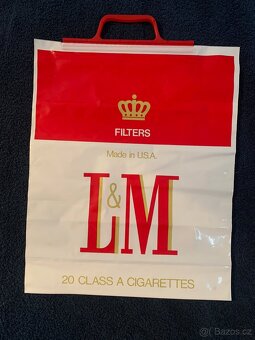 FILTERS
Made in U.S.A.
L&M
20 CLASS A CIGARETTES
Bazos.cz